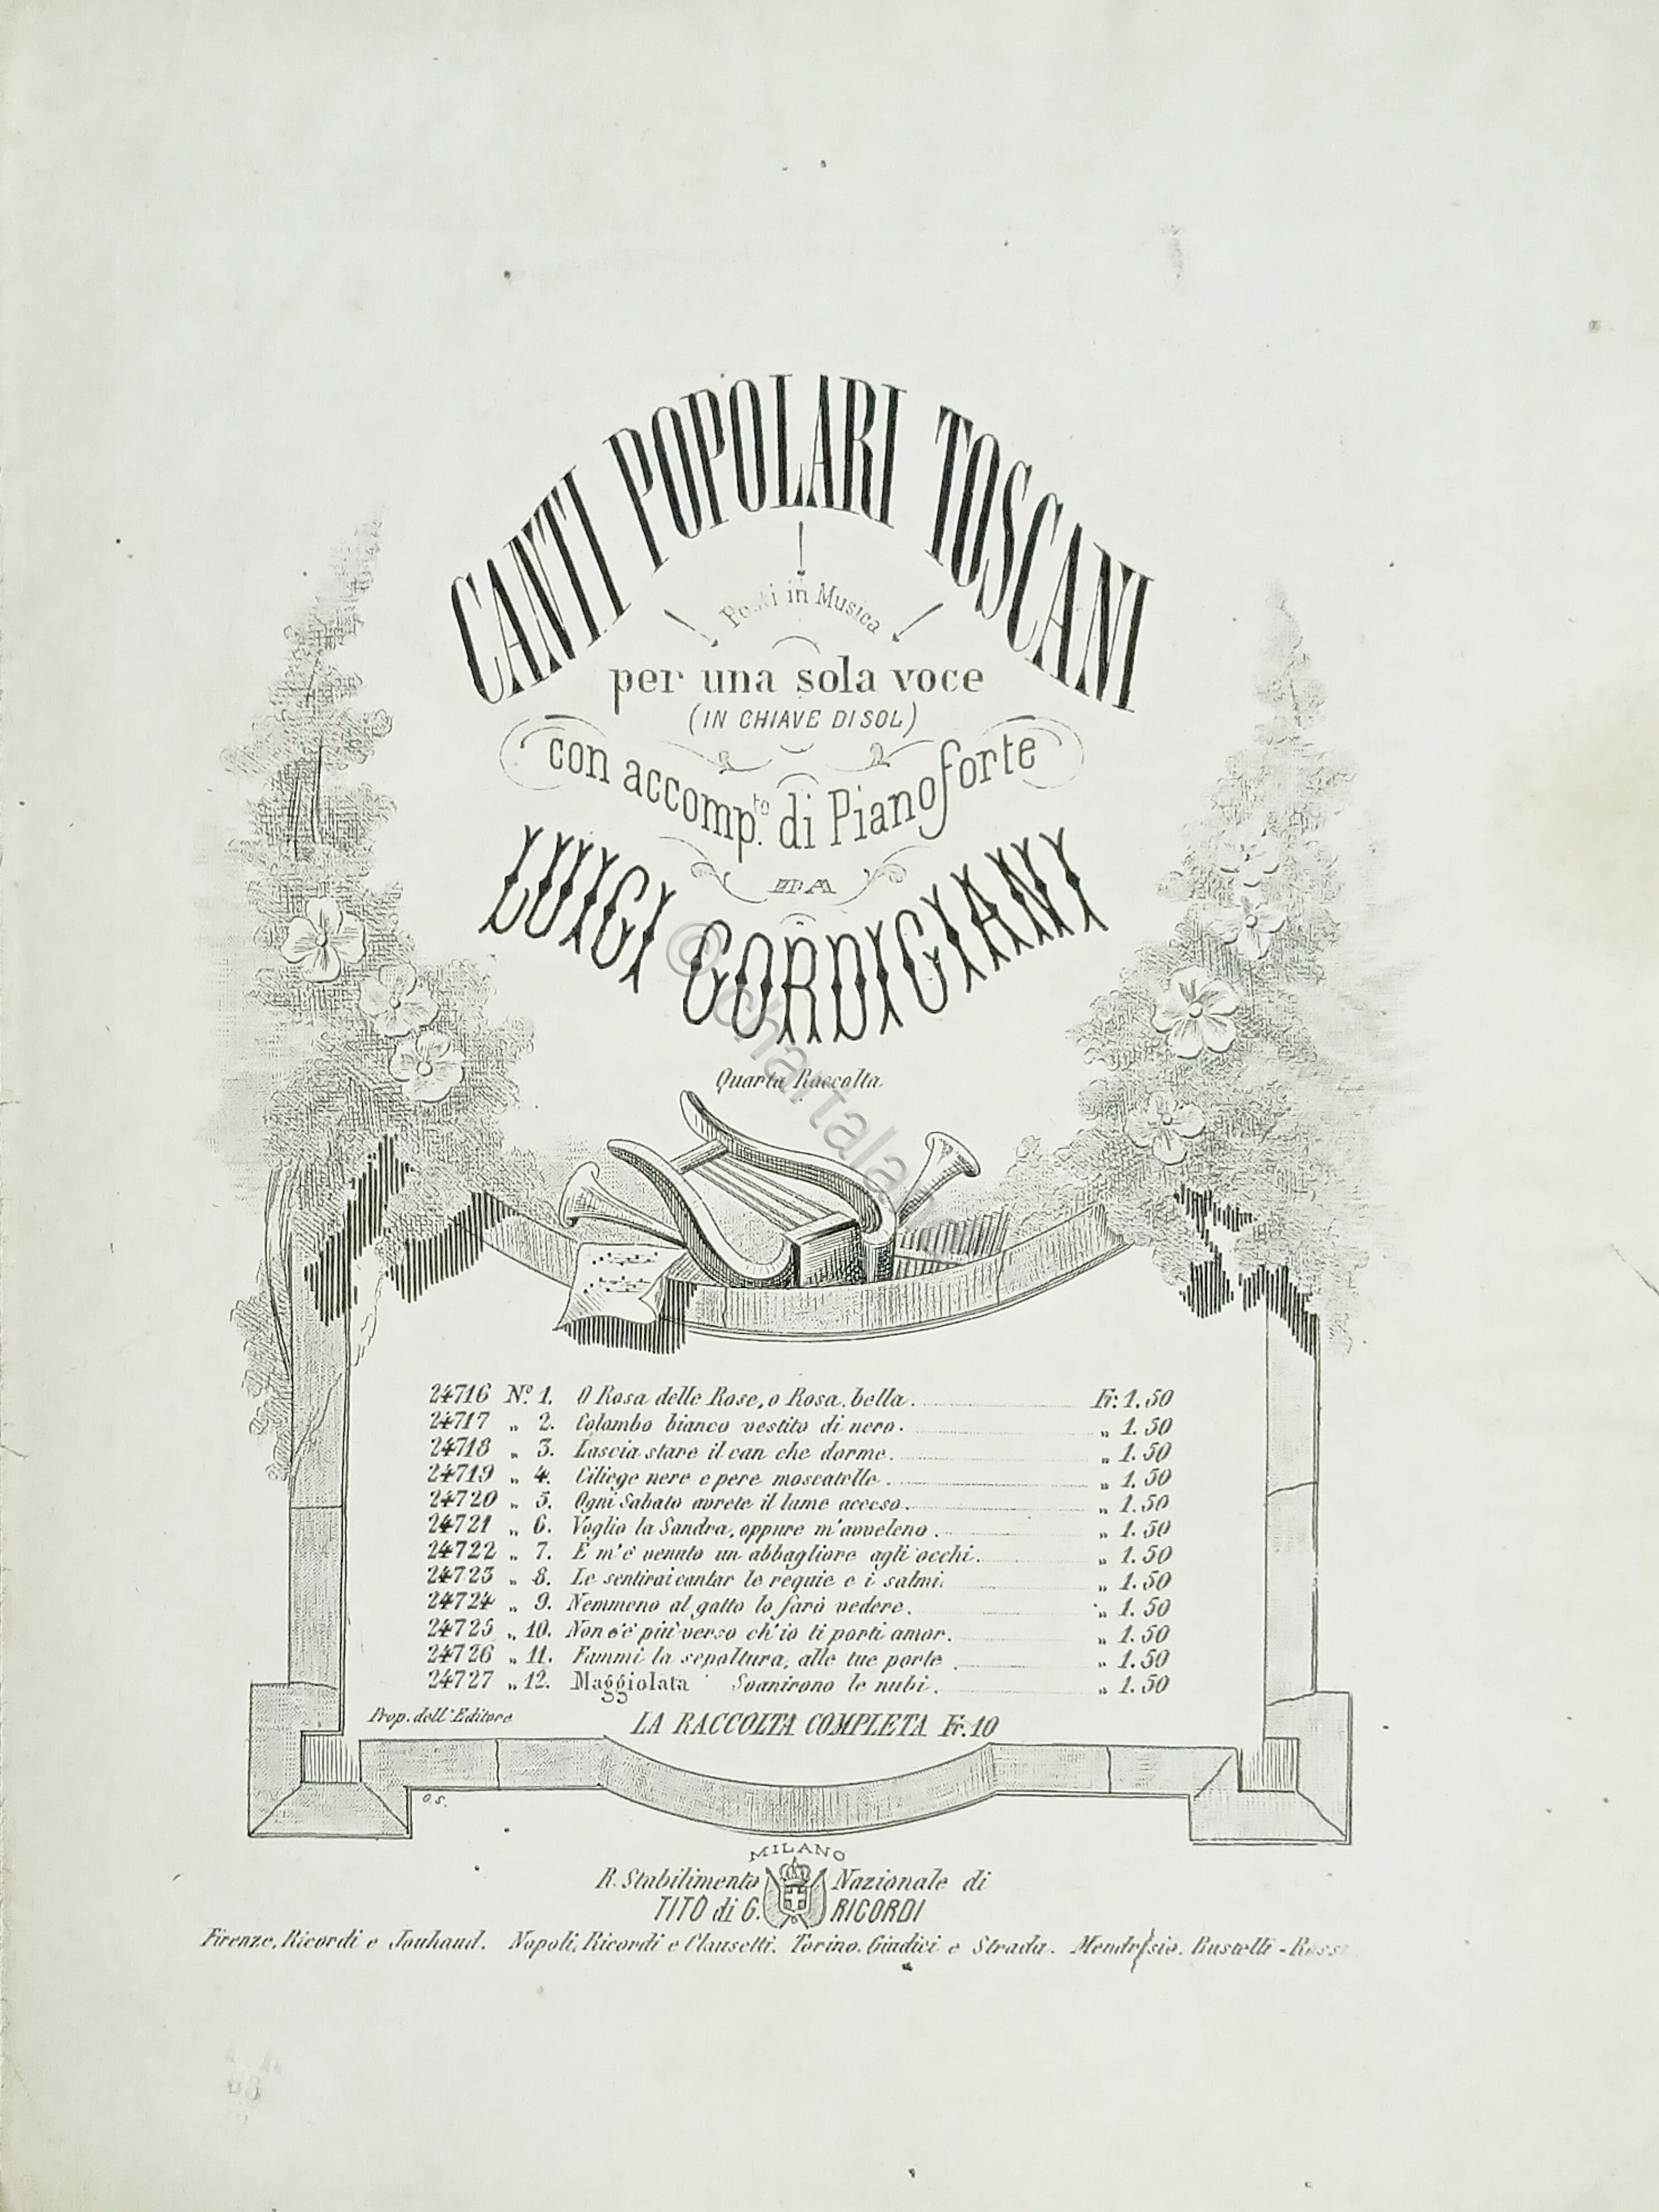 CANTI POPOLARI TOSCANI
Posti in Musica
per una sola voce
(IN CHIAVE DI SOL)
con accomp.to di Pianoforte
DA
LUIGI GORDIGIANI
Quarta Raccolta
24716 No. 1. O Rosa delle Rose, o Rosa bella. Fr: 1.50
24717 „ 2. Colombo bianco vestito di nero. „ 1.50
24718 „ 3. Lascia stare il can che dorme. „ 1.50
24719 „ 4. Ciliege nere e pere moscatelle. „ 1.50
24720 „ 5. Ogni Sabato avrete il lume acceso. „ 1.50
24721 „ 6. Voglio la Sandra, oppure m'avveleno. „ 1.50
24722 „ 7. E m'é venuto un abbagliore agli occhi. „ 1.50
24723 „ 8. Le sentirai cantar le requie e i salmi. „ 1.50
24724 „ 9. Nemmeno al gatto lo farò vedere. „ 1.50
24725 „ 10. Non c'é più verso ch'io ti porti amor. „ 1.50
24726 „ 11. Fammi la sepoltura, alle tue porte. „ 1.50
24727 „ 12. Maggiolata Svanirono le nubi. „ 1.50
Prop. dell'Editore
LA RACCOLTA COMPLETA Fr. 10
O.S.
MILANO
R. Stabilimento Nazionale di
TITO di G. RICORDI
Firenze, Ricordi e Jouhaud. Napoli, Ricordi e Clausetti. Torino. Giudici e Strada. Mendrisio. Bustelli-Rossi